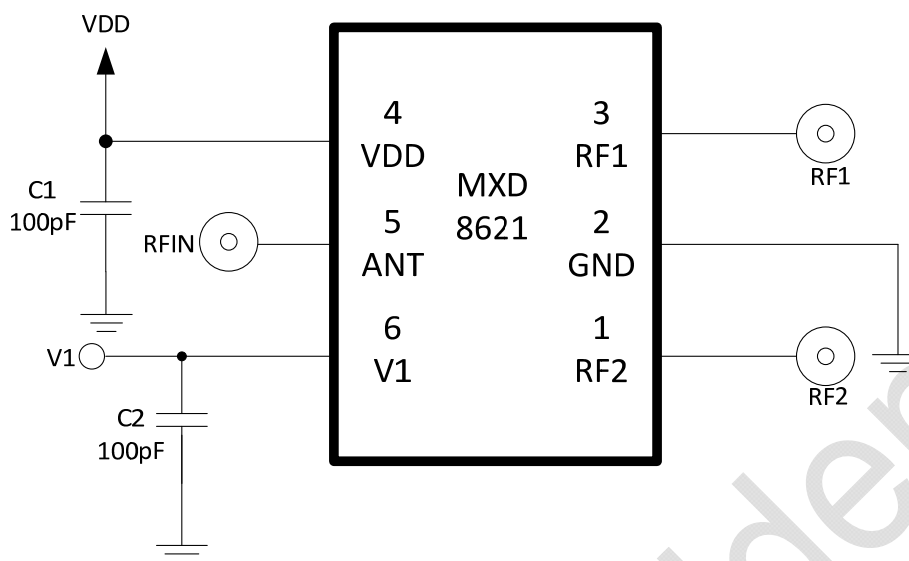 VDD
4
VDD
3
RF1
RF1
C1
100pF
MXD
8621
RFIN
5
ANT
2
GND
V1
6
V1
1
RF2
RF2
C2
100pF